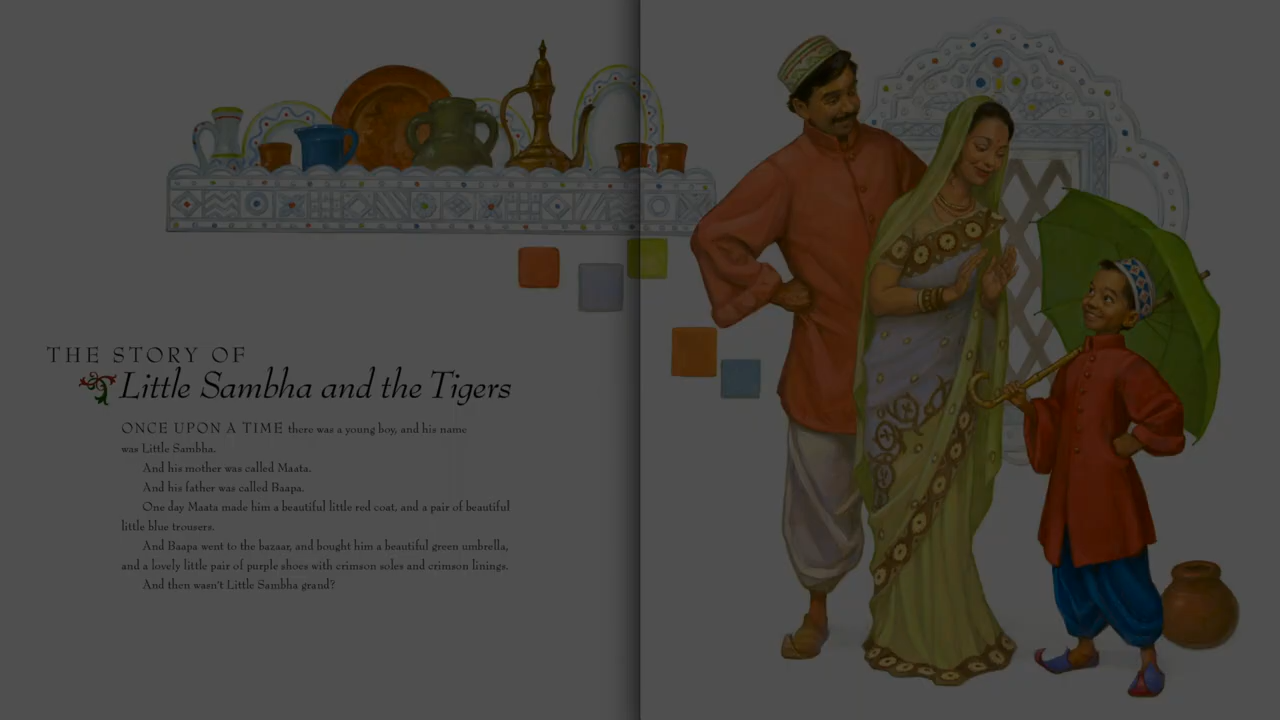 THE STORY OF
Little Sambha and the Tigers
ONCE UPON A TIME there was a young boy, and his name
was Little Sambha.
And his mother was called Maata.
And his father was called Baapa.
One day Maata made him a beautiful little red coat, and a pair of beautiful
little blue trousers.
And Baapa went to the bazaar, and bought him a beautiful green umbrella,
and a lovely little pair of purple shoes with crimson soles and crimson linings.
And then wasn't Little Sambha grand?